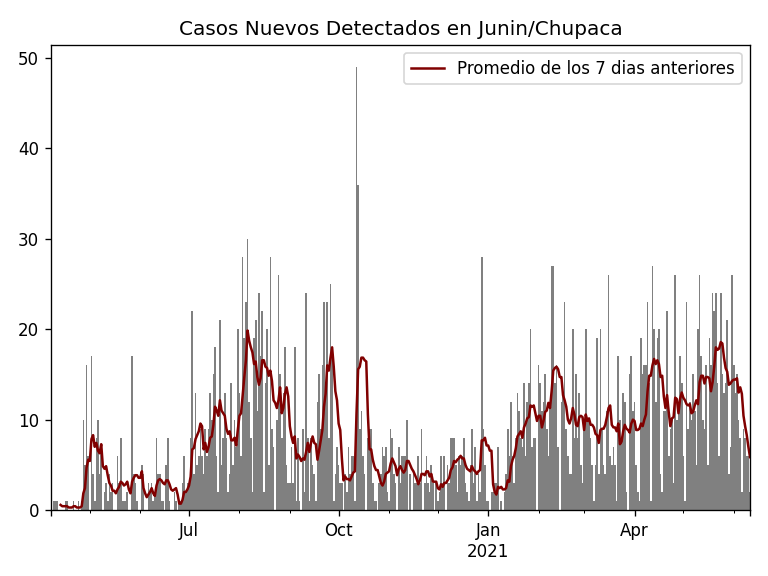 Casos Nuevos Detectados en Junin/Chupaca
Promedio de los 7 dias anteriores
50
40
30
20
10
0
Jul
Oct
Jan
2021
Apr